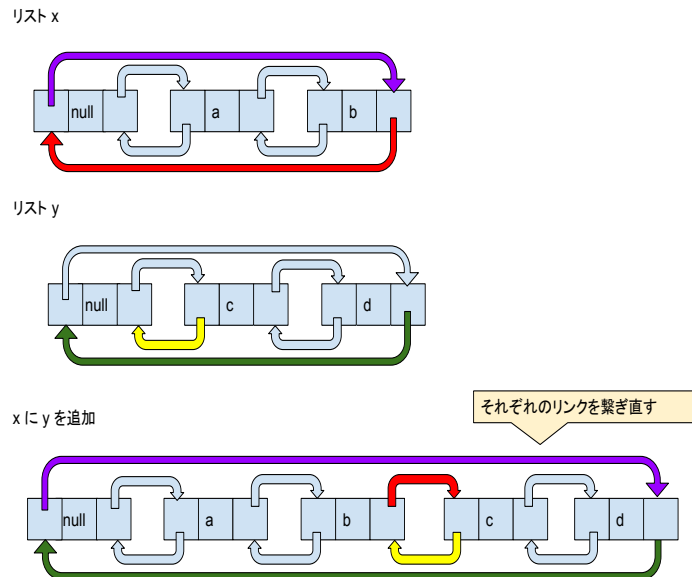 リスト x
null a b
リスト y
null c d
それぞれのリンクを繋ぎ直す
x に y を追加
null a b c d